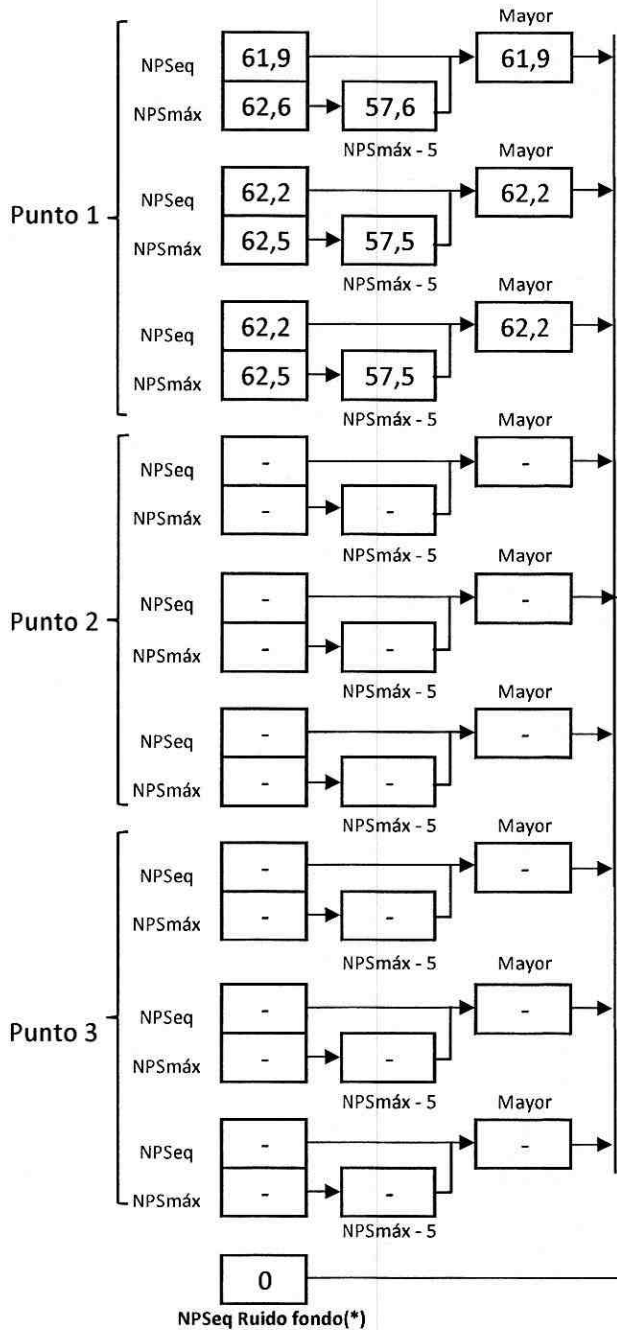 Mayor
NPSeq 61,9 61,9
NPSmáx 62,6 57,6
NPSmáx - 5 Mayor
Punto 1 NPSeq 62,2 62,2
NPSmáx 62,5 57,5
NPSmáx - 5 Mayor
NPSeq 62,2 62,2
NPSmáx 62,5 57,5
NPSmáx - 5 Mayor
NPSeq - -
NPSmáx - -
NPSmáx - 5 Mayor
Punto 2 NPSeq - -
NPSmáx - -
NPSmáx - 5 Mayor
NPSeq - -
NPSmáx - -
NPSmáx - 5 Mayor
NPSeq - -
NPSmáx - -
NPSmáx - 5 Mayor
Punto 3 NPSeq - -
NPSmáx - -
NPSmáx - 5 Mayor
NPSeq - -
NPSmáx - -
NPSmáx - 5
0
NPSeq Ruido fondo(*)